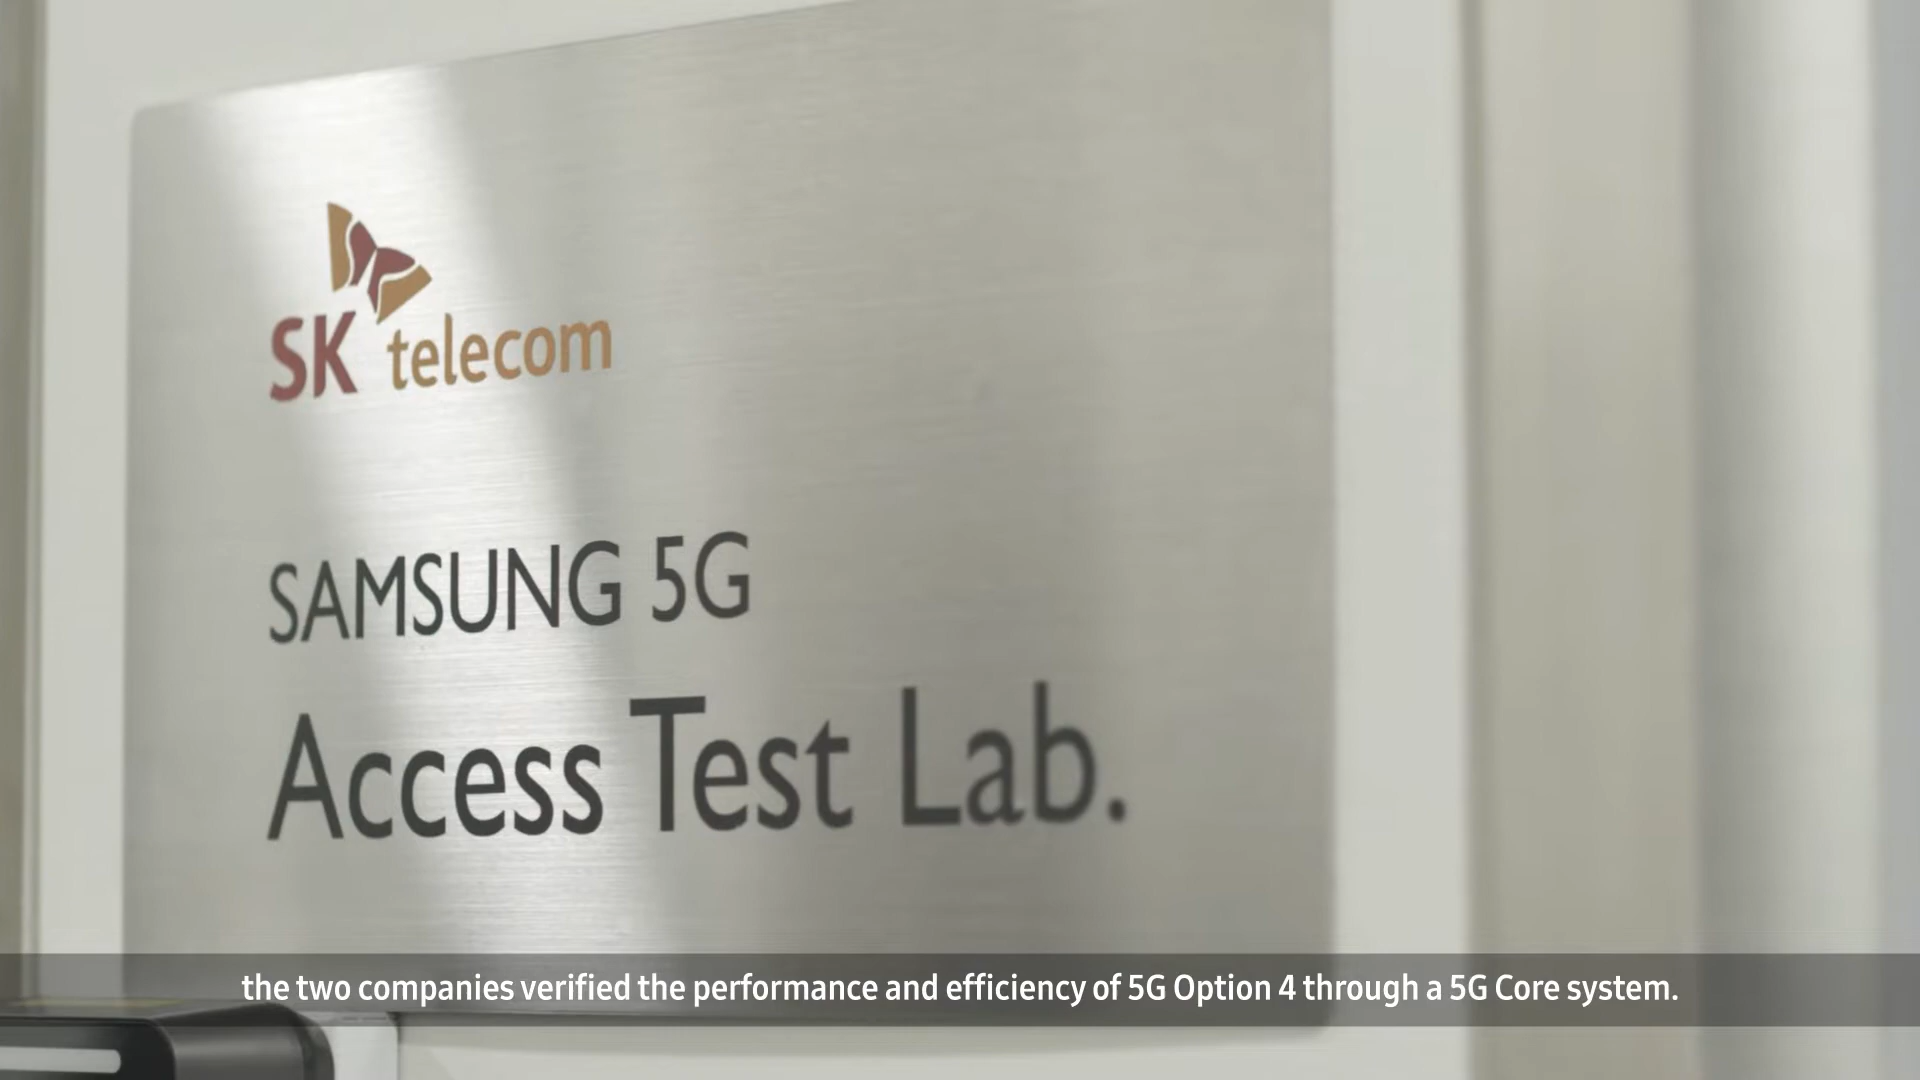 SK telecom
SAMSUNG 5G
Access Test Lab.
the two companies verified the performance and efficiency of 5G Option 4 through a 5G Core system.